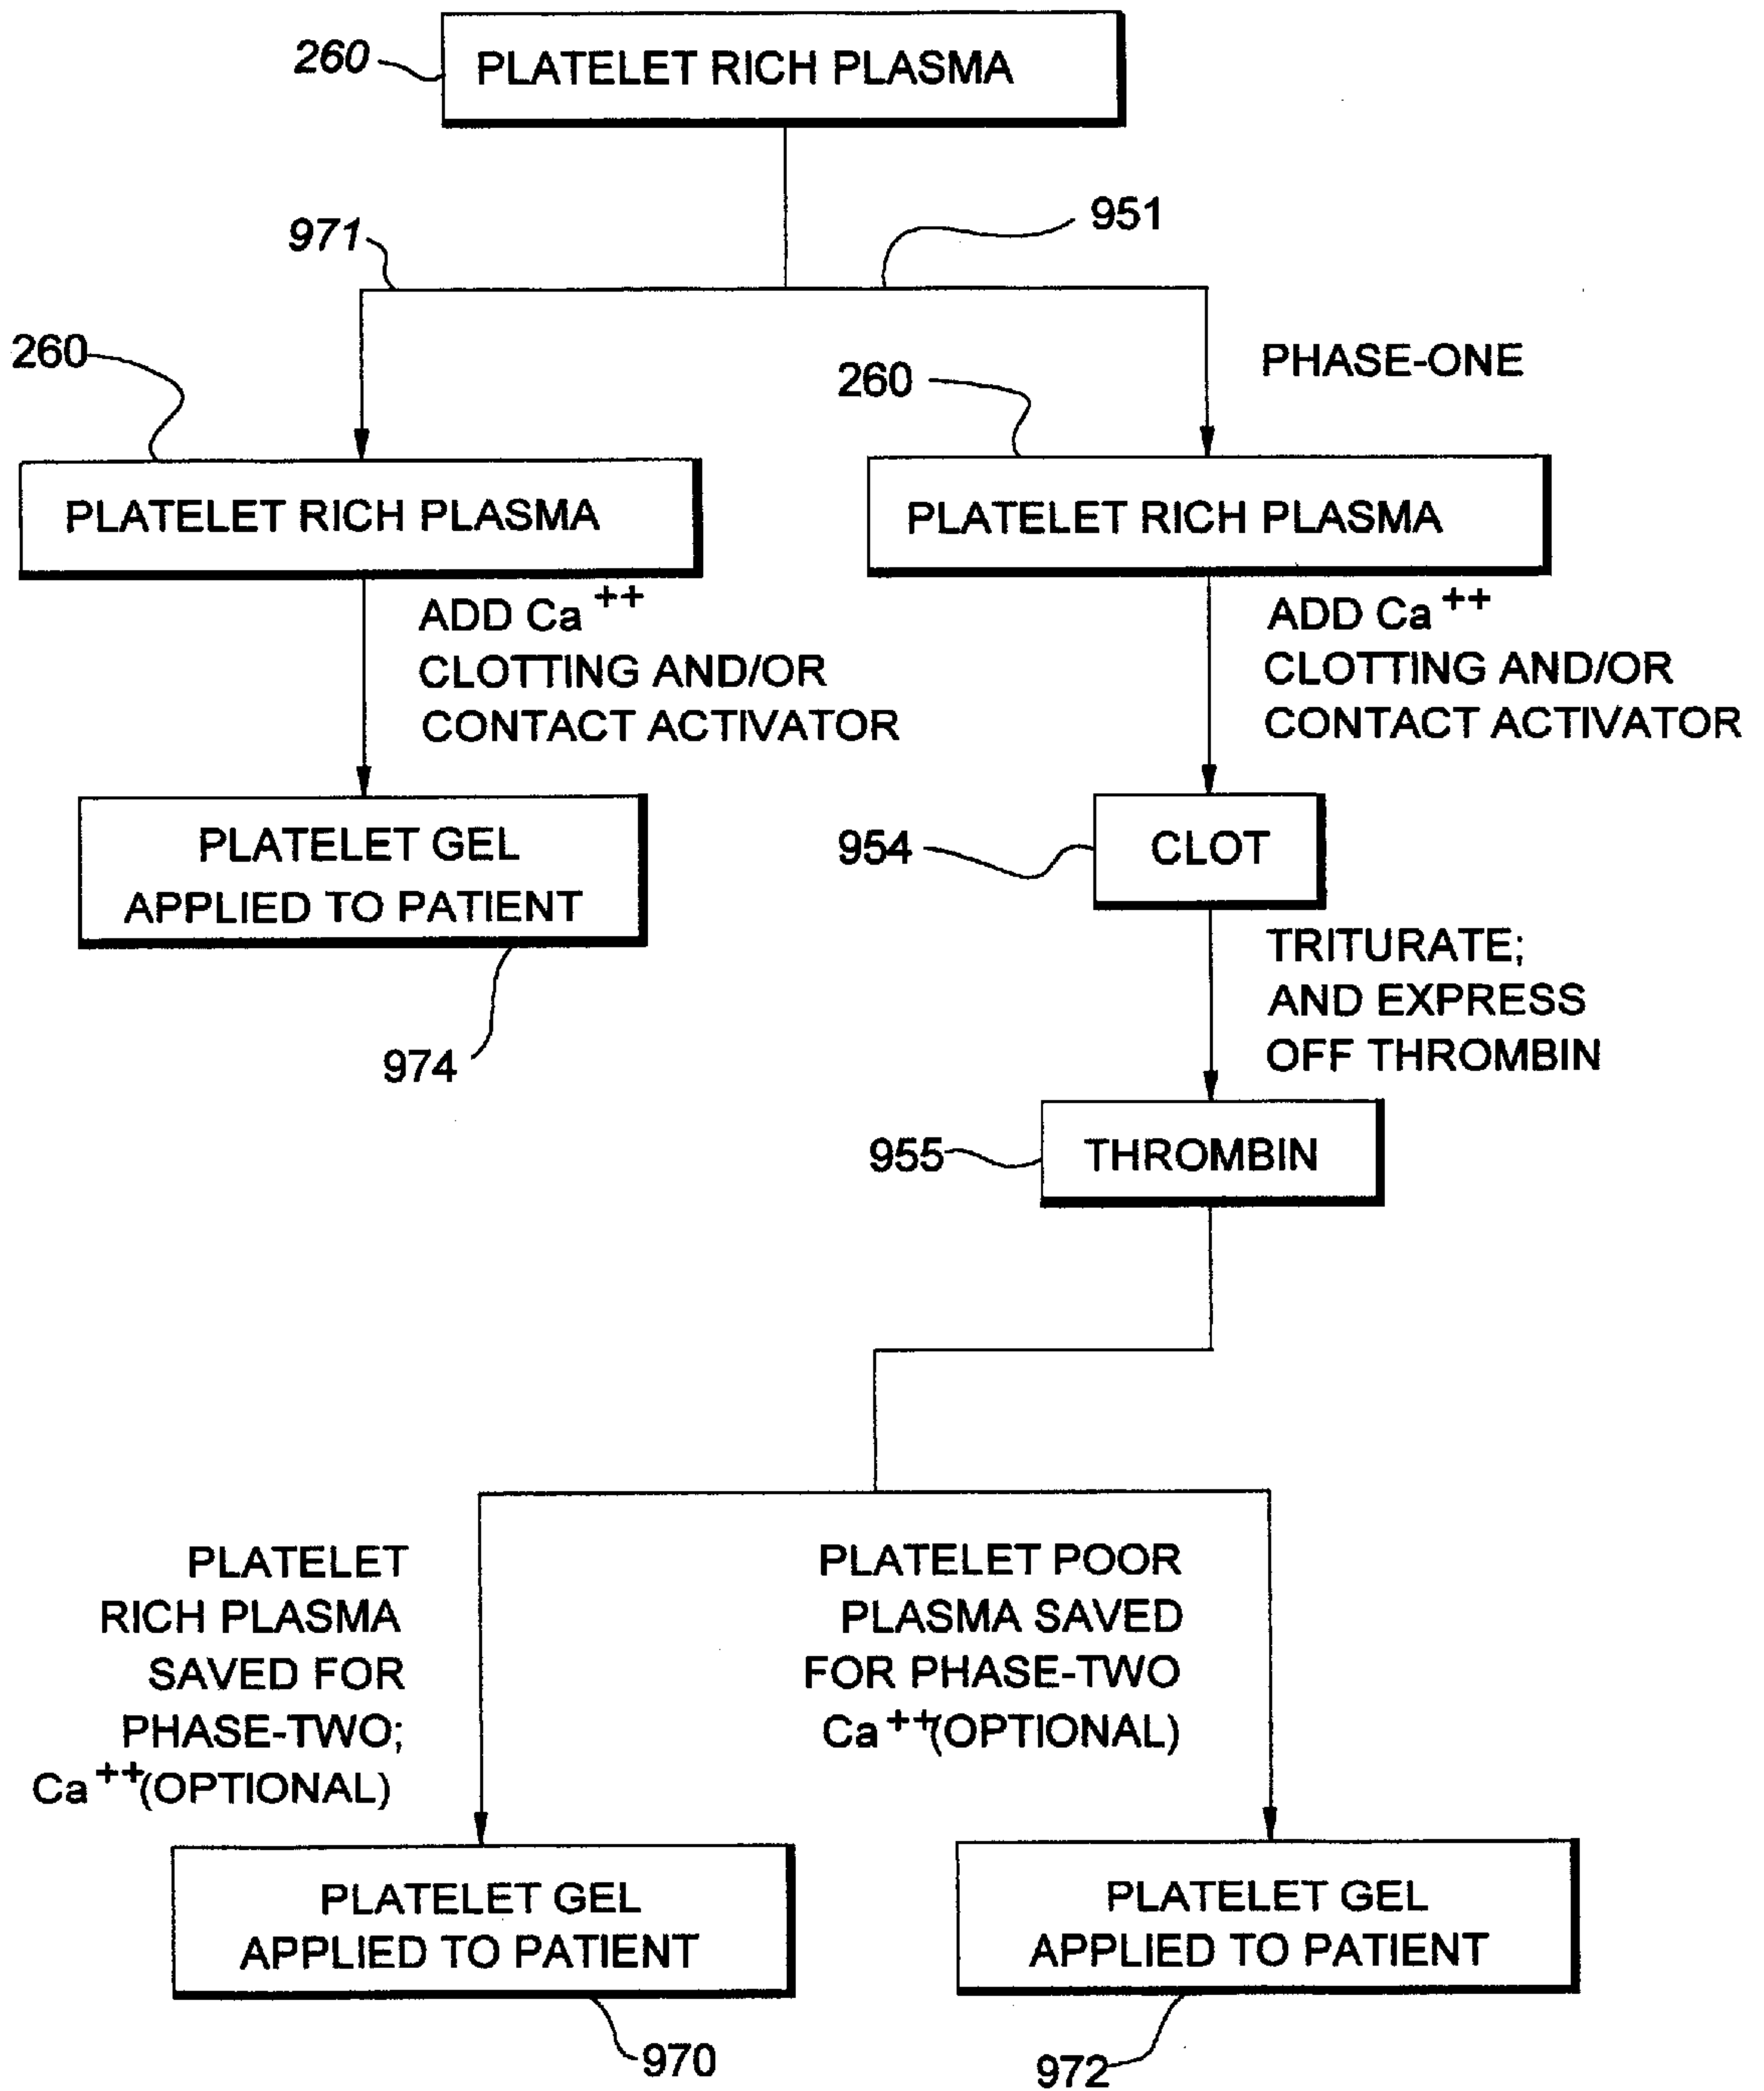 260
PLATELET RICH PLASMA
971
951
260
260
PHASE-ONE
PLATELET RICH PLASMA
PLATELET RICH PLASMA
ADD Ca++
CLOTTING AND/OR
CONTACT ACTIVATOR
ADD Ca++
CLOTTING AND/OR
CONTACT ACTIVATOR
PLATELET GEL
APPLIED TO PATIENT
974
954
CLOT
TRITURATE;
AND EXPRESS
OFF THROMBIN
955
THROMBIN
PLATELET
RICH PLASMA
SAVED FOR
PHASE-TWO;
Ca++(OPTIONAL)
PLATELET POOR
PLASMA SAVED
FOR PHASE-TWO
Ca++(OPTIONAL)
PLATELET GEL
APPLIED TO PATIENT
970
PLATELET GEL
APPLIED TO PATIENT
972